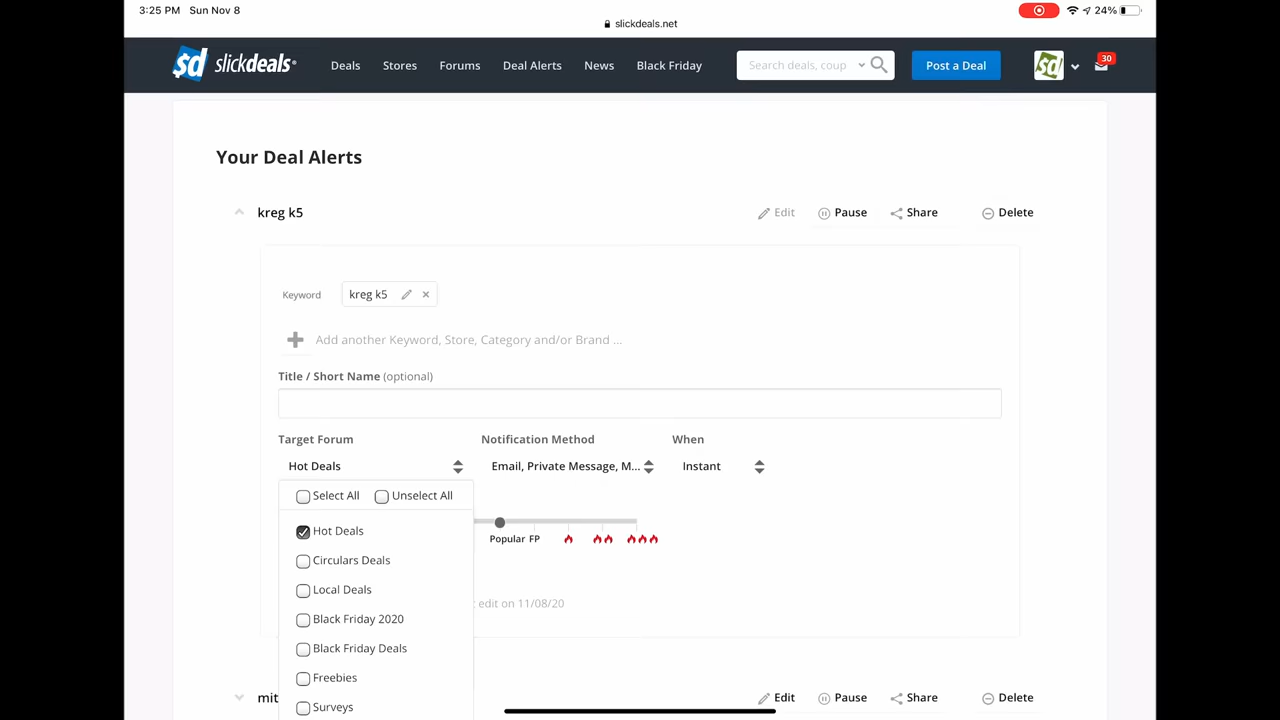 3:25 PM Sun Nov 8
24%
slickdeals.net
$d slickdeals®
Deals
Stores
Forums
Deal Alerts
News
Black Friday
Search deals, coup
Post a Deal
sd
30
Your Deal Alerts
kreg k5
Edit
Pause
Share
Delete
Keyword
kreg k5
Add another Keyword, Store, Category and/or Brand ...
Title / Short Name (optional)
Target Forum
Notification Method
When
Hot Deals
Email, Private Message, M...
Instant
Select All
Unselect All
Hot Deals
Popular
FP
Circulars Deals
Local Deals
edit on 11/08/20
Black Friday 2020
Black Friday Deals
Freebies
mit
Edit
Pause
Share
Delete
Surveys